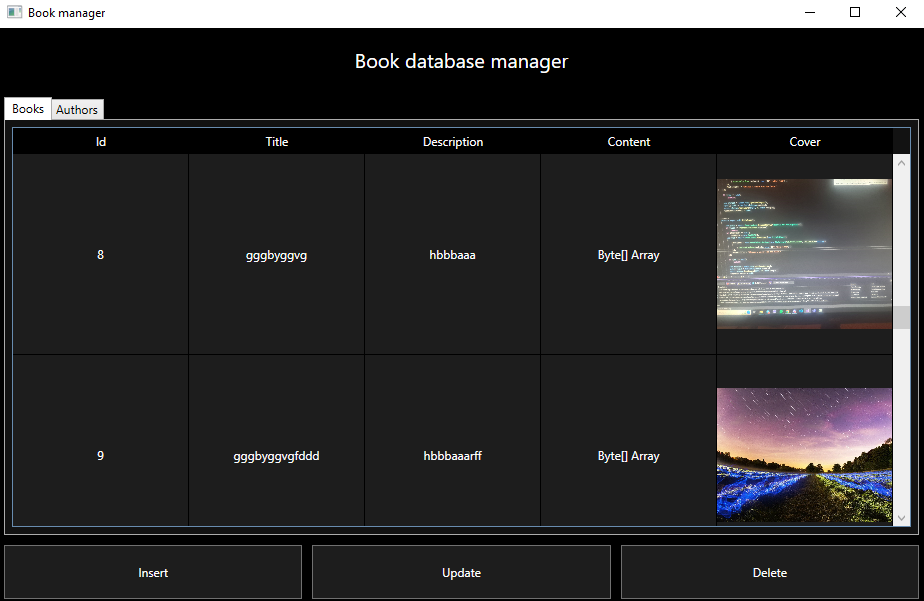 Book manager
Book database manager
Books Authors
Id Title Description Content Cover
8 gggbyggvg hbbbaaa Byte[] Array
9 gggbyggvgfddd hbbbaaarff Byte[] Array
Insert Update Delete